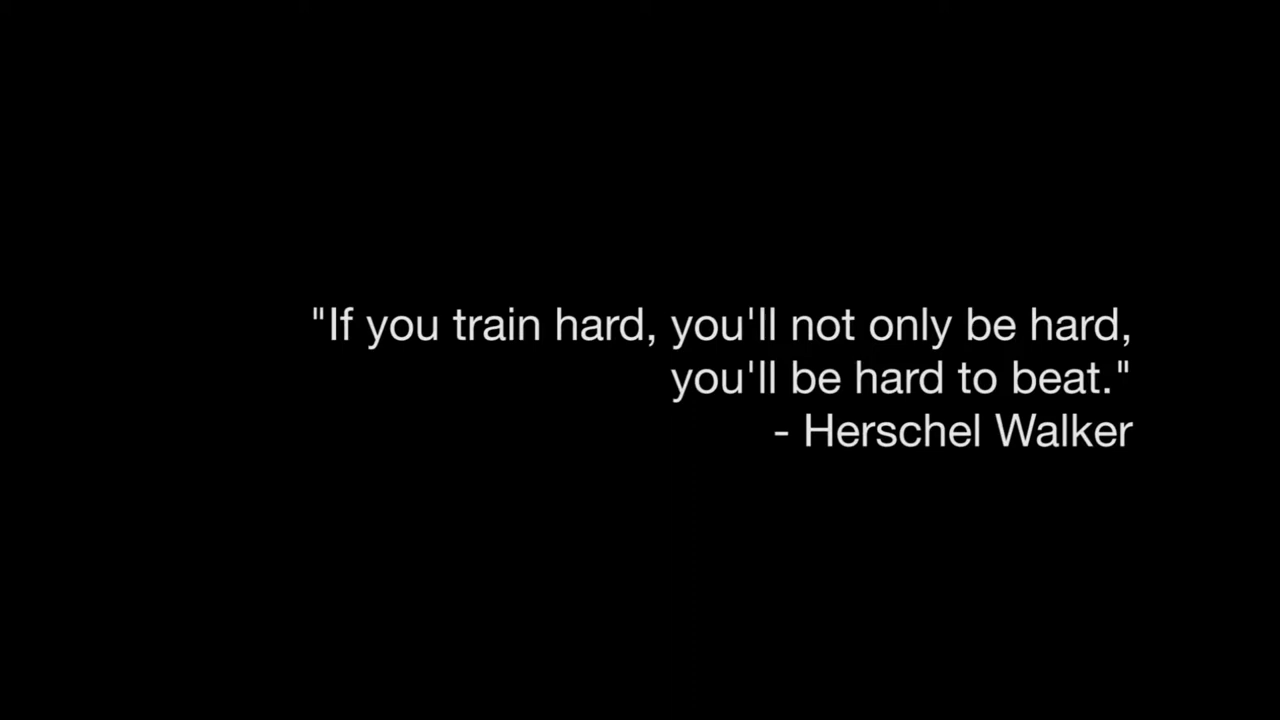 "If you train hard, you'll not only be hard,
you'll be hard to beat."
- Herschel Walker